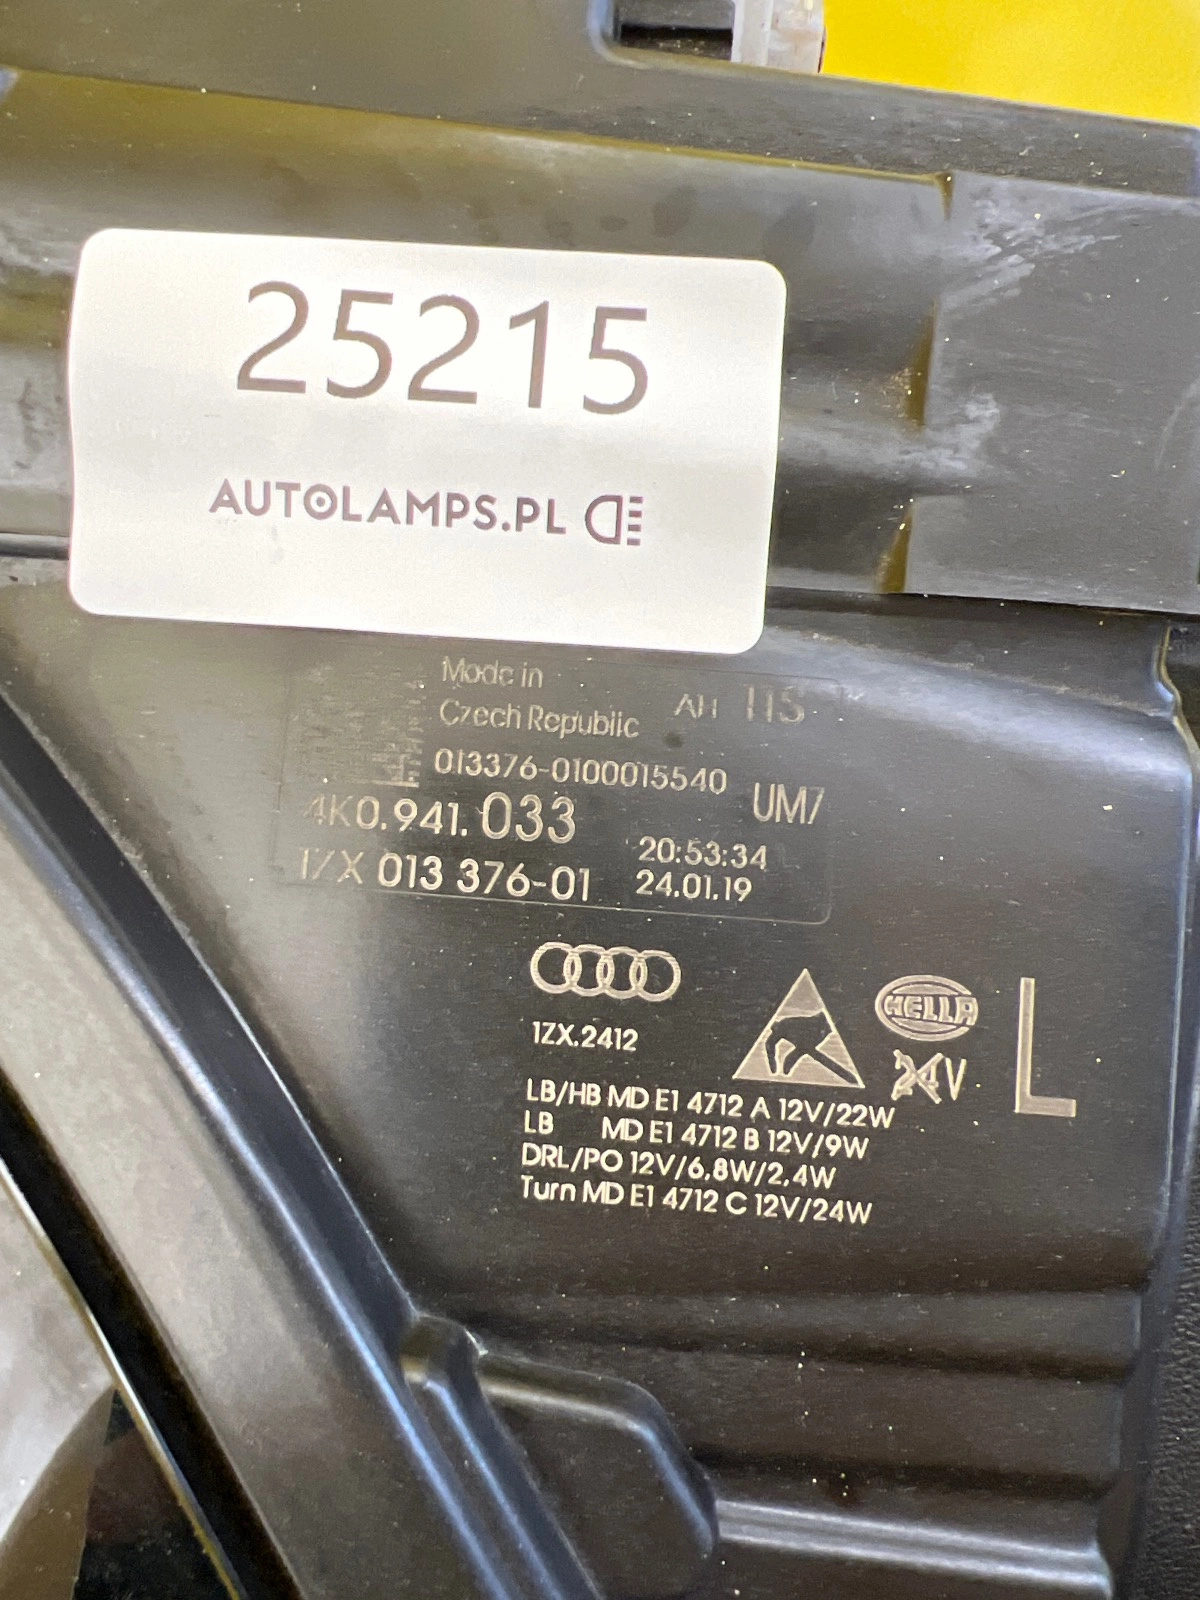 25215
AUTOLAMPS.PL
Made in
Czech Republic
013376-0100015540
UM7
4K0.941.033
20:53:34
1ZX 013 376-01
24.01.19
1ZX.2412
HELLA
24V
L
LB/HB MD E1 4712 A 12V/22W
LB MD E1 4712 B 12V/9W
DRL/PO 12V/6,8W/2,4W
Turn MD E1 4712 C 12V/24W